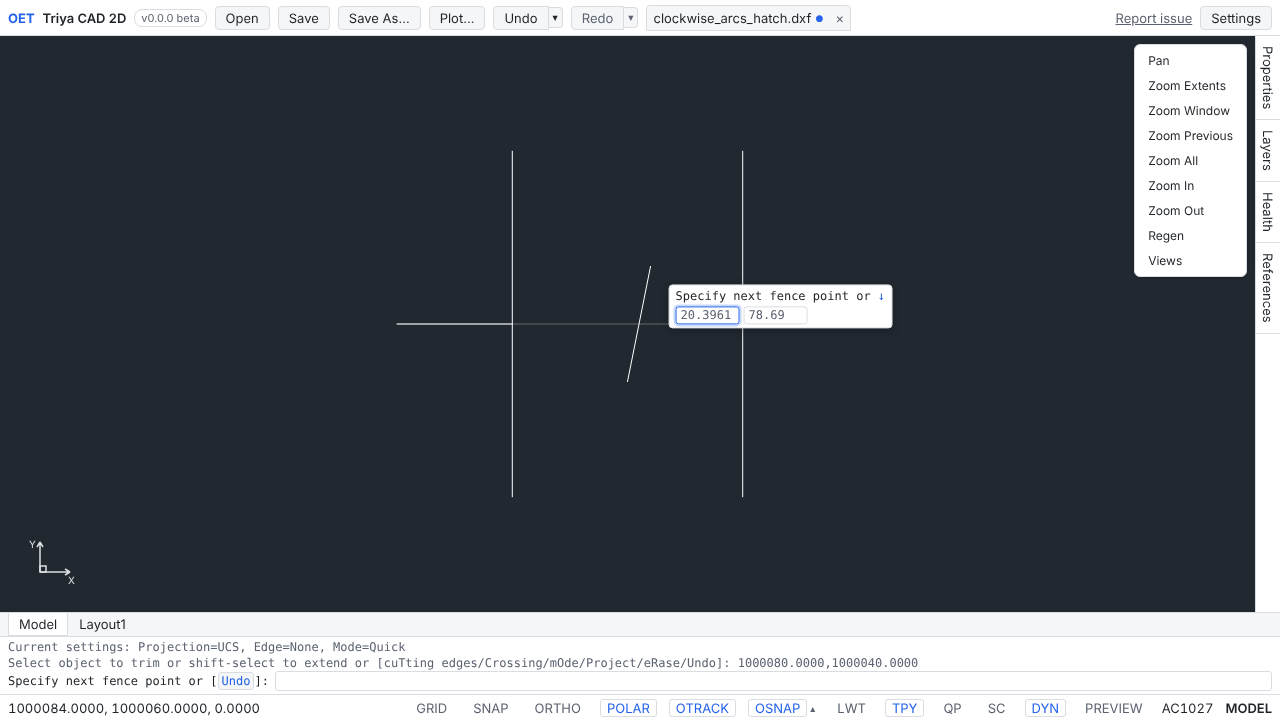 OET Triya CAD 2D v0.0.0 beta Open Save Save As... Plot... Undo ▾ Redo ▾ clockwise_arcs_hatch.dxf ● × Report issue Settings
Pan
Zoom Extents
Zoom Window
Zoom Previous
Zoom All
Zoom In
Zoom Out
Regen
Views
Properties
Layers
Health
References
Specify next fence point or ↓
20.3961 78.69
Y
X
Model Layout1
Current settings: Projection=UCS, Edge=None, Mode=Quick
Select object to trim or shift-select to extend or [cuTting edges/Crossing/mOde/Project/eRase/Undo]: 1000080.0000,1000040.0000
Specify next fence point or [Undo]:
1000084.0000, 1000060.0000, 0.0000 GRID SNAP ORTHO POLAR OTRACK OSNAP ▴ LWT TPY QP SC DYN PREVIEW AC1027 MODEL